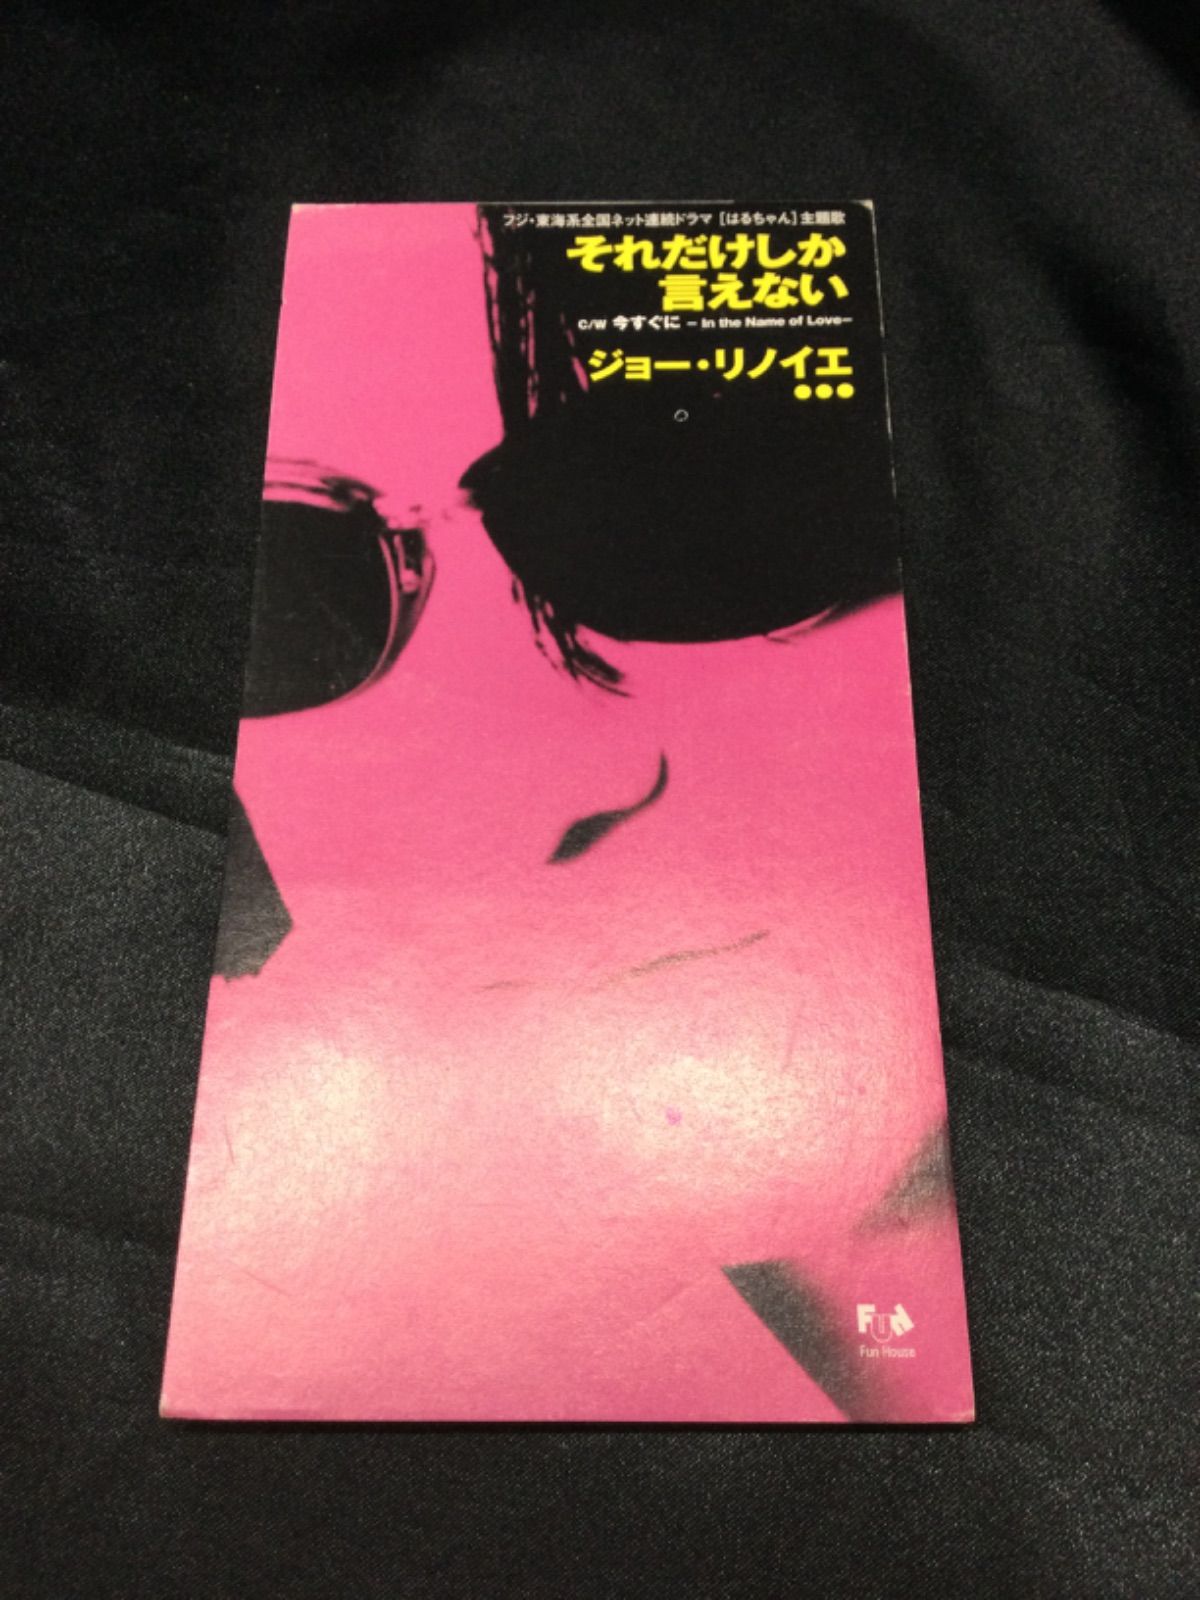 フジ・東海系全国ネット連続ドラマ［はるちゃん］主題歌
それだけしか
言えない
C/W 今すぐに – In the Name of Love–
ジョー・リノイエ
Fun
Fun House